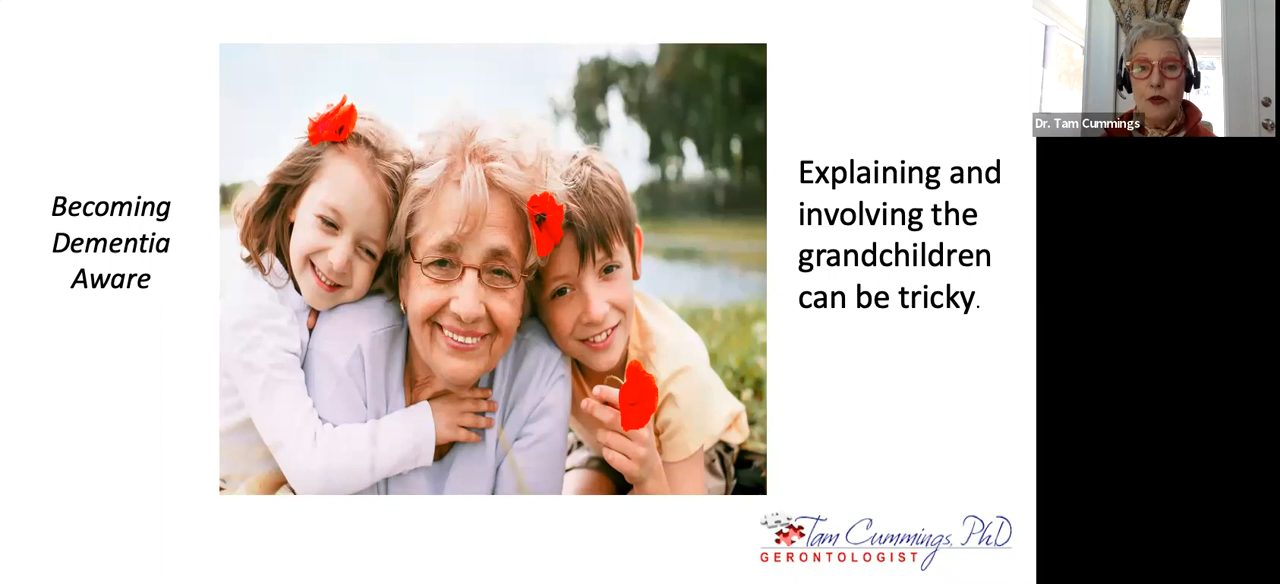 Becoming
Dementia
Aware
Explaining and
involving the
grandchildren
can be tricky.
Dr. Tam Cummings
Tam Cummings, PhD
GERONTOLOGIST